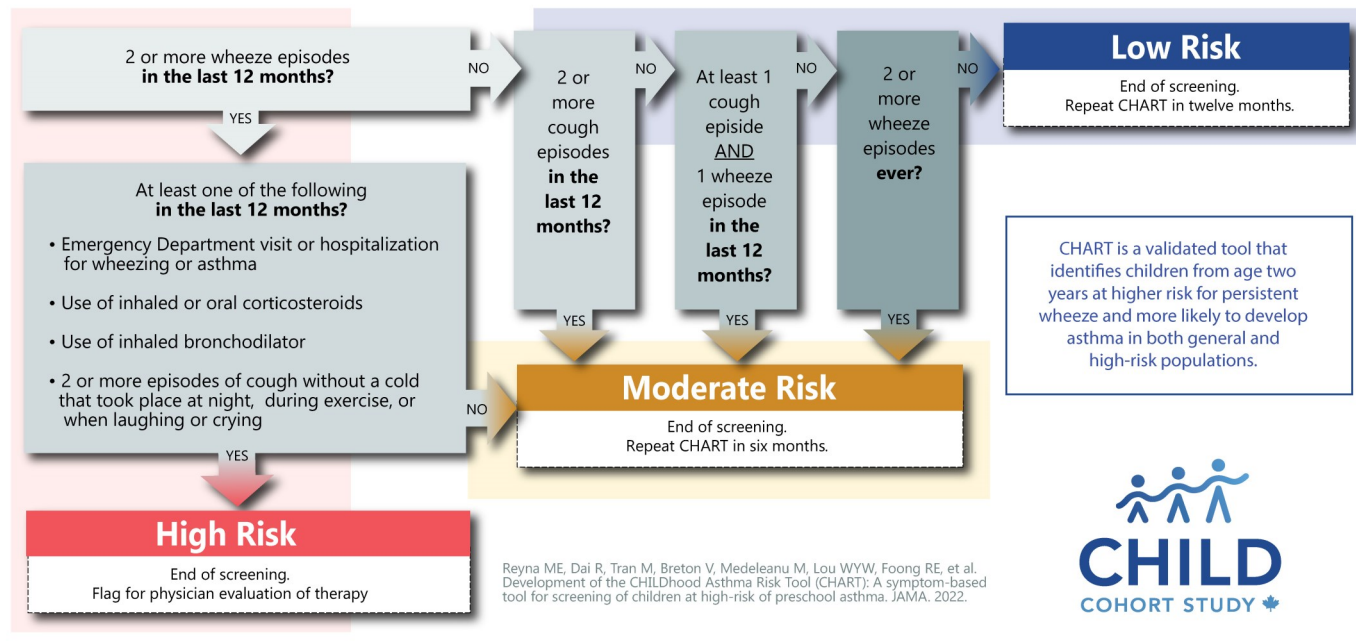 2 or more wheeze episodes
in the last 12 months?
YES
NO
At least one of the following
in the last 12 months?
• Emergency Department visit or hospitalization
for wheezing or asthma
• Use of inhaled or oral corticosteroids
• Use of inhaled bronchodilator
• 2 or more episodes of cough without a cold
that took place at night, during exercise, or
when laughing or crying
YES
NO
High Risk
End of screening.
Flag for physician evaluation of therapy
2 or
more
cough
episodes
in the
last 12
months?
YES
NO
At least 1
cough
episide
AND
1 wheeze
episode
in the
last 12
months?
YES
NO
2 or
more
wheeze
episodes
ever?
YES
NO
Moderate Risk
End of screening.
Repeat CHART in six months.
Low Risk
End of screening.
Repeat CHART in twelve months.
CHART is a validated tool that
identifies children from age two
years at higher risk for persistent
wheeze and more likely to develop
asthma in both general and
high-risk populations.
Reyna ME, Dai R, Tran M, Breton V, Medeleanu M, Lou WYW, Foong RE, et al.
Development of the CHILDhood Asthma Risk Tool (CHART): A symptom-based
tool for screening of children at high-risk of preschool asthma. JAMA. 2022.
CHILD
COHORT STUDY